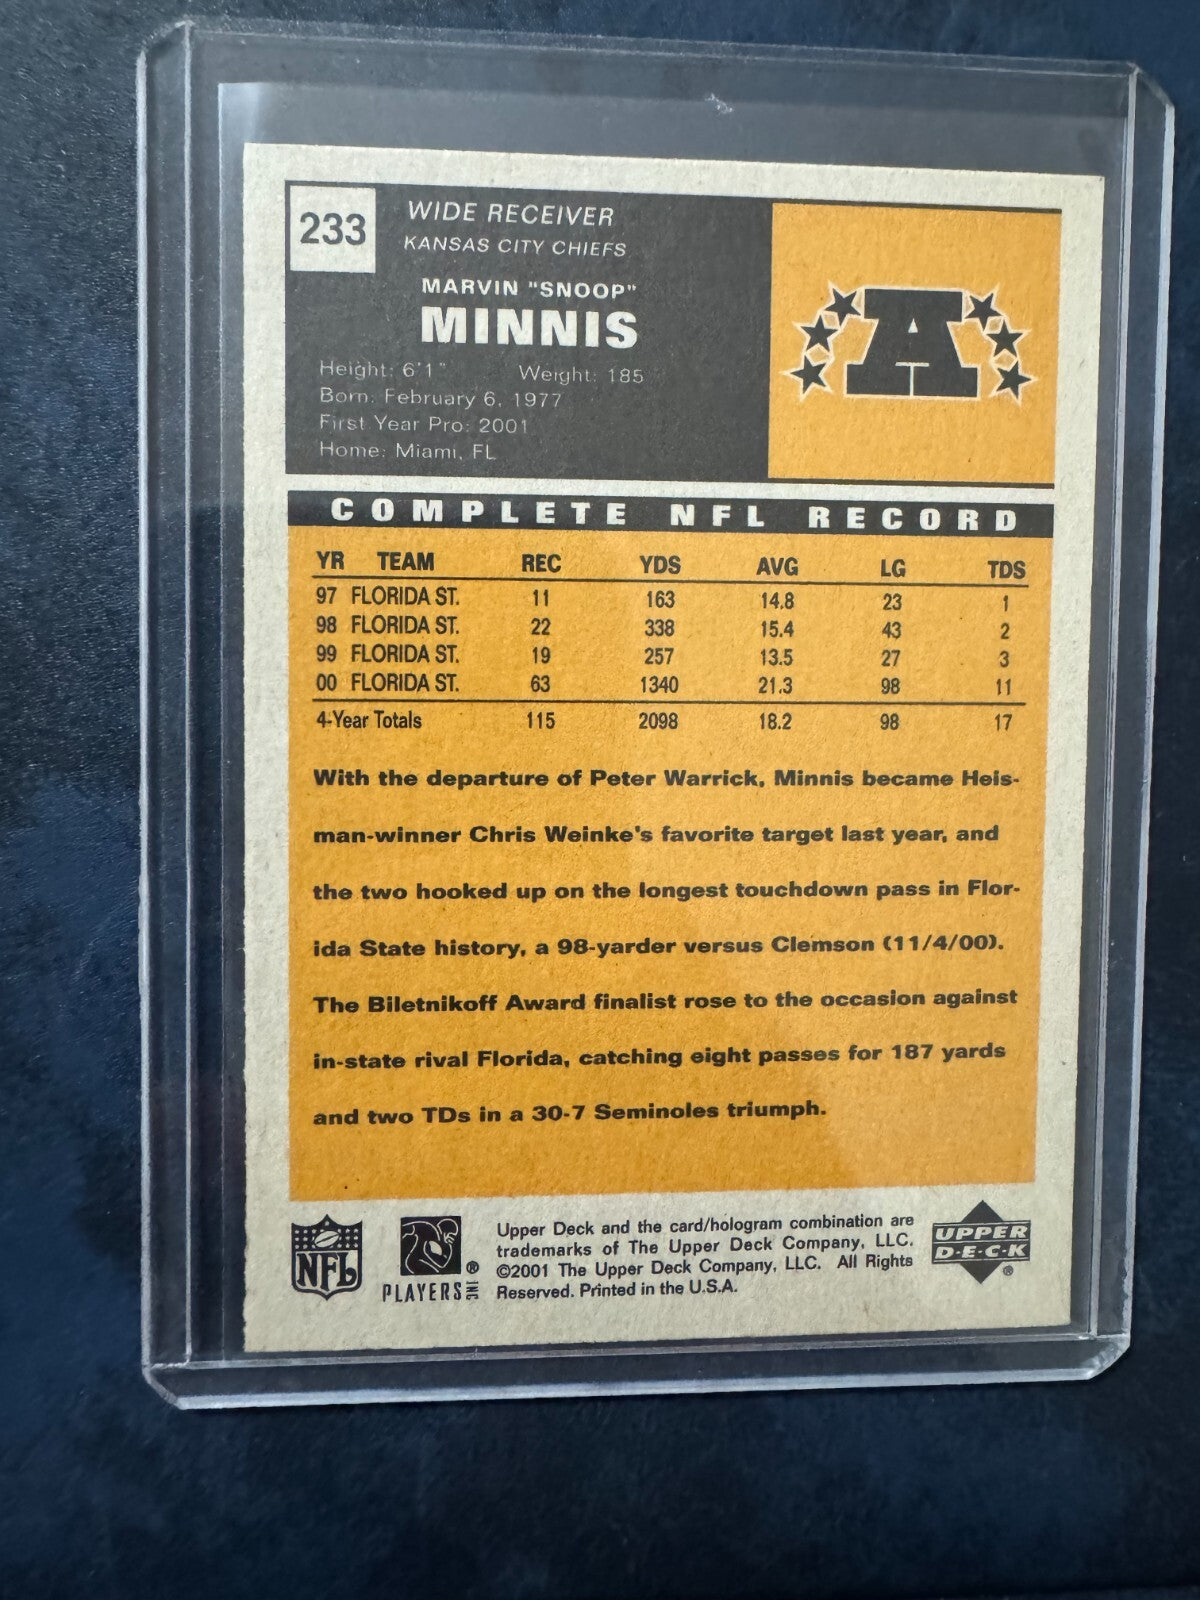 233
WIDE RECEIVER
KANSAS CITY CHIEFS
MARVIN "SNOOP"
MINNIS
Height: 6'1" Weight: 185
Born: February 6, 1977
First Year Pro: 2001
Home: Miami, FL
A
COMPLETE NFL RECORD
YR TEAM REC YDS AVG LG TDS
97 FLORIDA ST. 11 163 14.8 23 1
98 FLORIDA ST. 22 338 15.4 43 2
99 FLORIDA ST. 19 257 13.5 27 3
00 FLORIDA ST. 63 1340 21.3 98 11
4-Year Totals 115 2098 18.2 98 17
With the departure of Peter Warrick, Minnis became Heis-
man-winner Chris Weinke's favorite target last year, and
the two hooked up on the longest touchdown pass in Flor-
ida State history, a 98-yarder versus Clemson (11/4/00).
The Biletnikoff Award finalist rose to the occasion against
in-state rival Florida, catching eight passes for 187 yards
and two TDs in a 30-7 Seminoles triumph.
NFL
PLAYERS INC ®
Upper Deck and the card/hologram combination are
trademarks of The Upper Deck Company, LLC.
©2001 The Upper Deck Company, LLC. All Rights
Reserved. Printed in the U.S.A.
UPPER
D·E·C·K
®